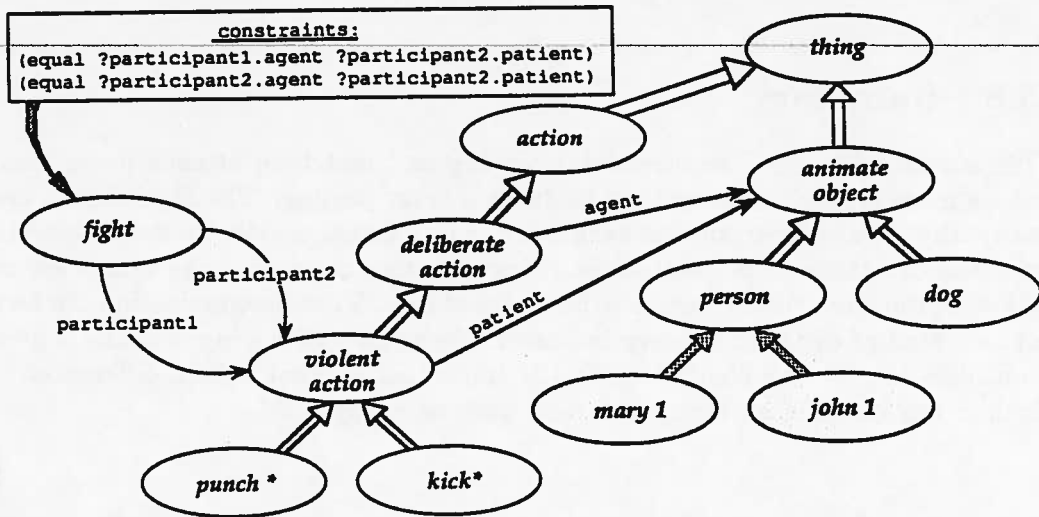 constraints:
(equal ?participant1.agent ?participant2.patient)
(equal ?participant2.agent ?participant2.patient)
thing
action
animate
object
agent
fight
deliberate
action
participant2
person
dog
patient
participant1
violent
action
mary 1
john 1
punch *
kick*